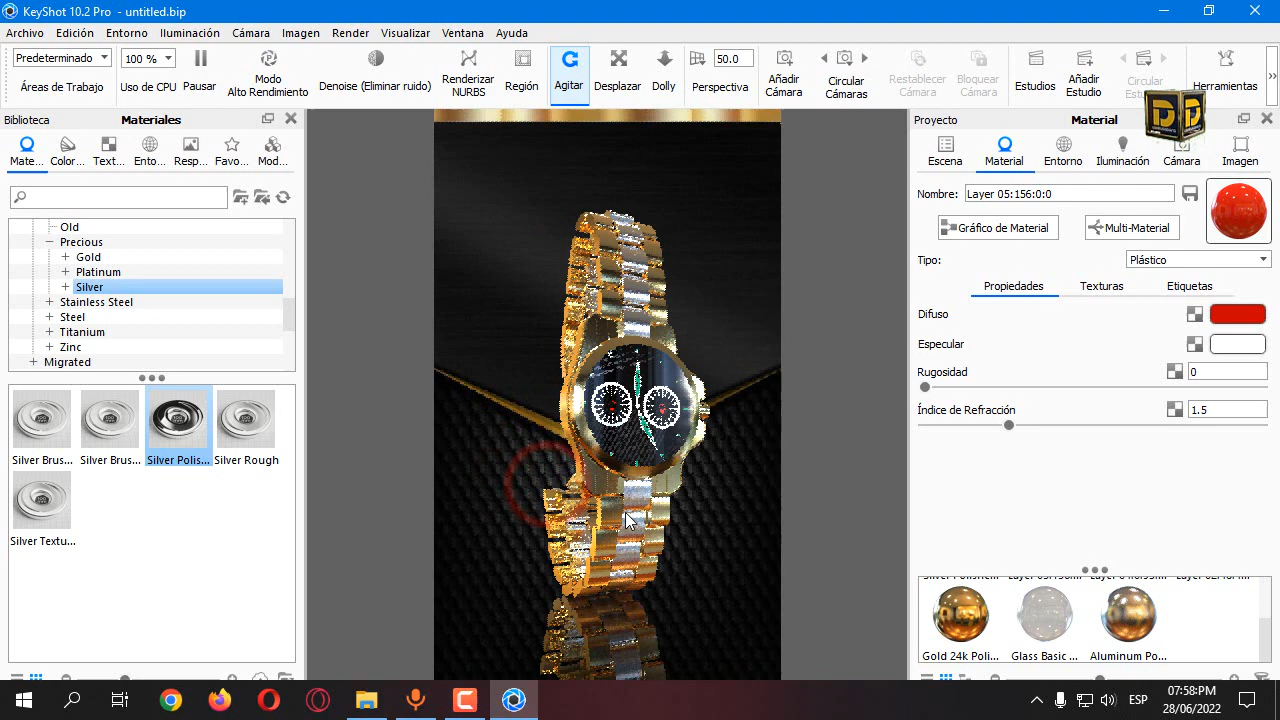 KeyShot 10.2 Pro - untitled.bip
Archivo Edición Entorno Iluminación Cámara Imagen Render Visualizar Ventana Ayuda
Predeterminado 100 % 50.0
Áreas de Trabajo Uso de CPU Pausar Modo Alto Rendimiento Denoise (Eliminar ruido) Renderizar NURBS Región Agitar Desplazar Dolly Perspectiva Añadir Cámara Circular Cámaras Restablecer Cámara Bloquear Cámara Estudios Añadir Estudio Circular Herramientas
Biblioteca Materiales
Proyecto Material
Mate... Color... Text... Ento... Resp... Favo... Mod...
Escena Material Entorno Iluminación Cámara Imagen
Nombre: Layer 05:156:0:0
Old
Precious
Gold
Platinum
Silver
Stainless Steel
Steel
Titanium
Zinc
Migrated
Gráfico de Material Multi-Material
Tipo: Plástico
Propiedades Texturas Etiquetas
Difuso
Especular
Rugosidad 0
Índice de Refracción 1.5
Silver Brus... Silver Brus... Silver Polis... Silver Rough
Silver Textu...
Gold 24k Poli... Glass Basic ... Aluminum Po...
ESP
07:58 PM
28/06/2022